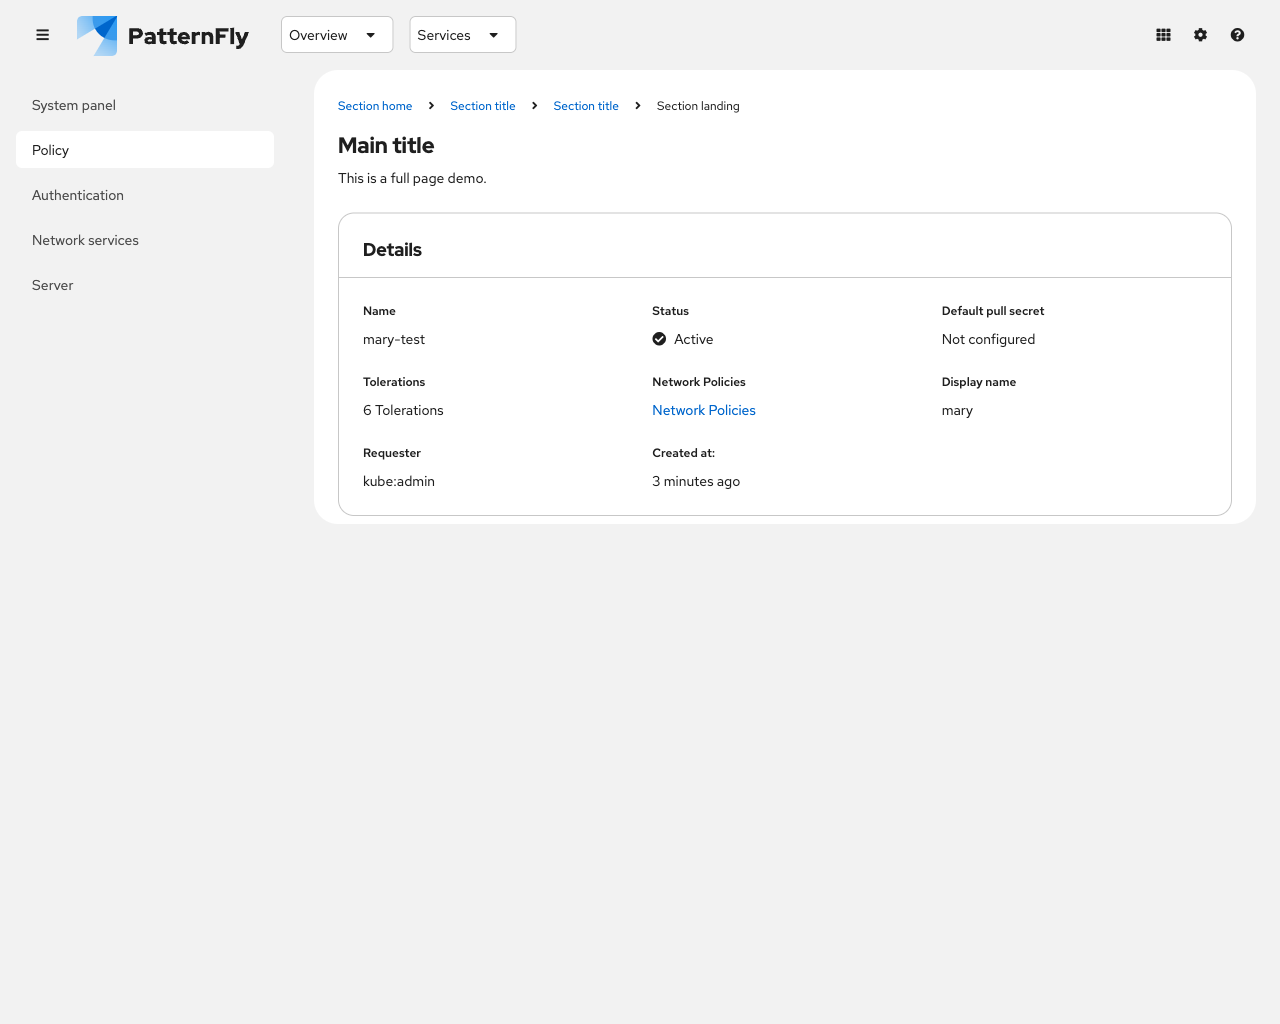 PatternFly
Overview
Services
System panel
Policy
Authentication
Network services
Server
Section home
Section title
Section title
Section landing
Main title
This is a full page demo.
Details
Name
mary-test
Status
Active
Default pull secret
Not configured
Tolerations
6 Tolerations
Network Policies
Network Policies
Display name
mary
Requester
kube:admin
Created at:
3 minutes ago